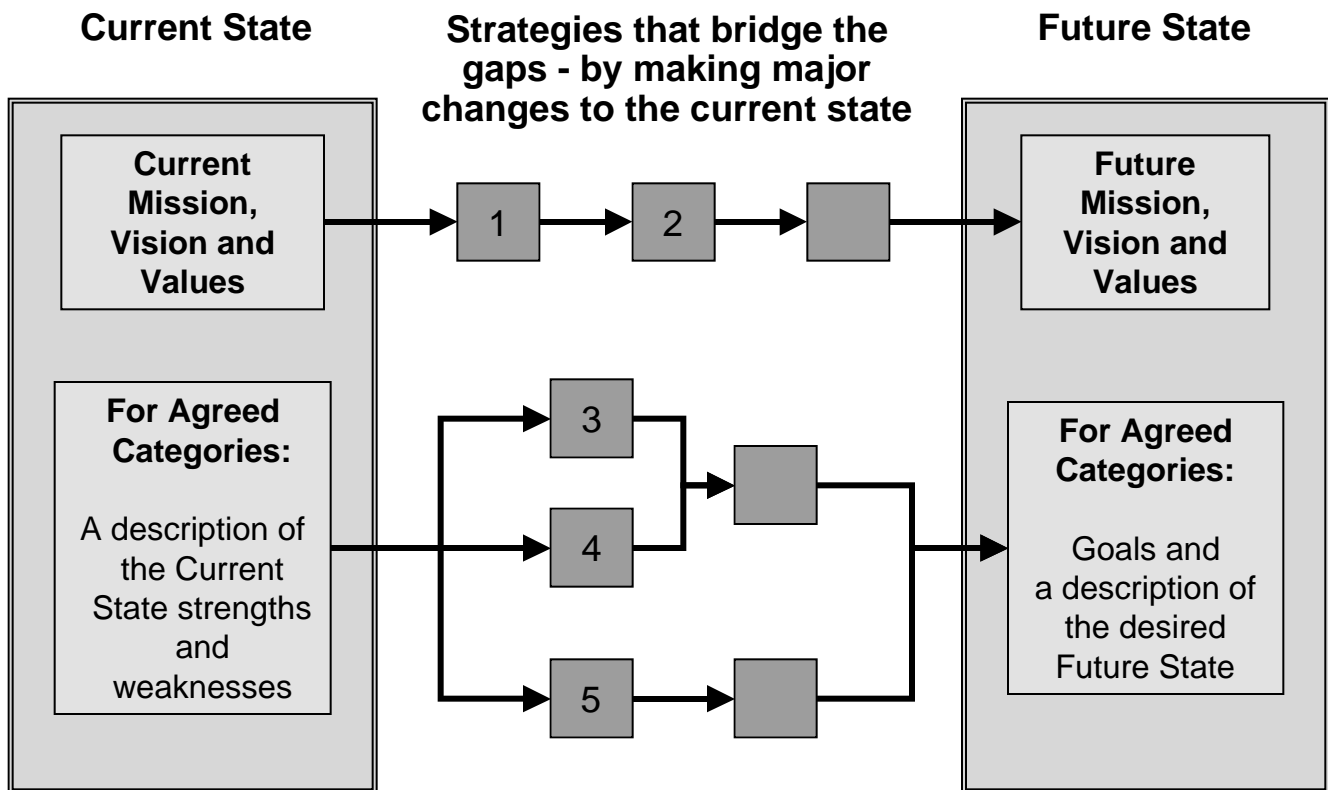 Current State
Strategies that bridge the
gaps - by making major
changes to the current state
Future State
Current
Mission,
Vision and
Values
1
2
Future
Mission,
Vision and
Values
For Agreed
Categories:
A description of
the Current
State strengths
and
weaknesses
3
4
5
For Agreed
Categories:
Goals and
a description of
the desired
Future State